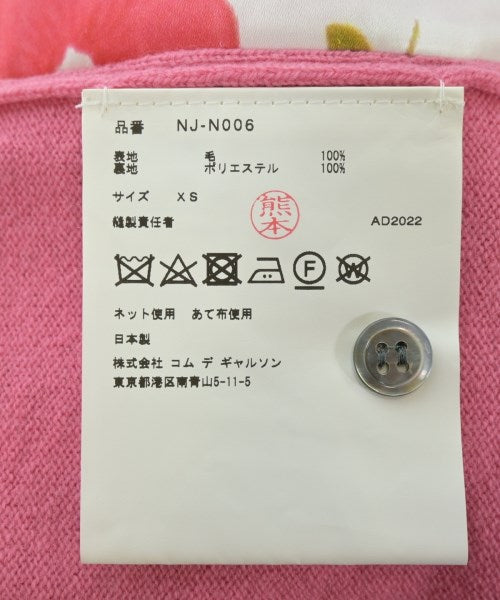 品番 NJ-N006
表地 毛 100%
裏地 ポリエステル 100%
サイズ XS
縫製責任者 熊本 AD2022
F W
ネット使用 あて布使用
日本製
株式会社 コム デ ギャルソン
東京都港区南青山5-11-5